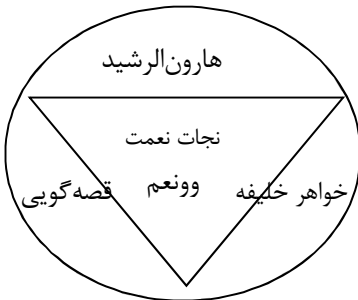 هارون‌الرشید
نجات نعمت
وونعم
خواهر خلیفه
قصه‌گویی